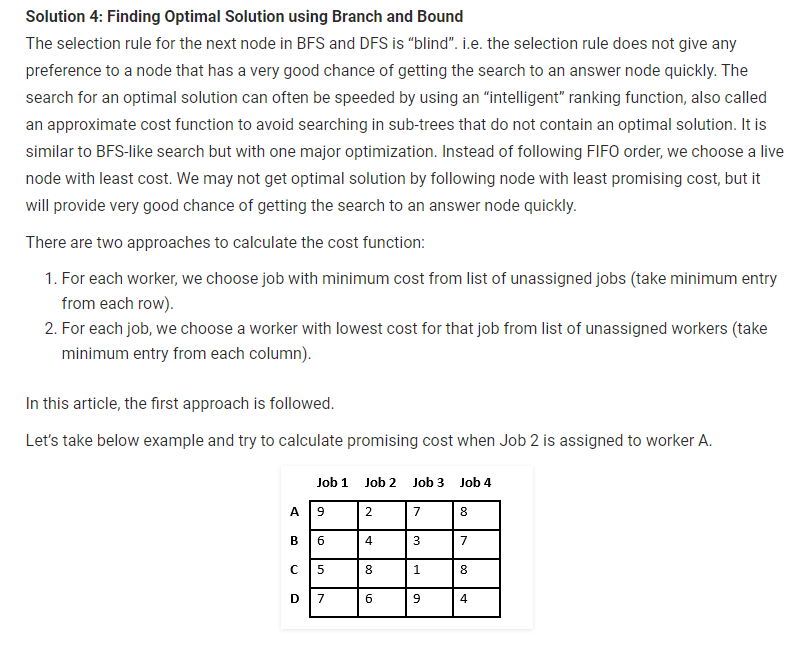 Solution 4: Finding Optimal Solution using Branch and Bound
The selection rule for the next node in BFS and DFS is “blind”. i.e. the selection rule does not give any
preference to a node that has a very good chance of getting the search to an answer node quickly. The
search for an optimal solution can often be speeded by using an “intelligent” ranking function, also called
an approximate cost function to avoid searching in sub-trees that do not contain an optimal solution. It is
similar to BFS-like search but with one major optimization. Instead of following FIFO order, we choose a live
node with least cost. We may not get optimal solution by following node with least promising cost, but it
will provide very good chance of getting the search to an answer node quickly.
There are two approaches to calculate the cost function:
1. For each worker, we choose job with minimum cost from list of unassigned jobs (take minimum entry
from each row).
2. For each job, we choose a worker with lowest cost for that job from list of unassigned workers (take
minimum entry from each column).
In this article, the first approach is followed.
Let’s take below example and try to calculate promising cost when Job 2 is assigned to worker A.
Job 1 Job 2 Job 3 Job 4
A 9 2 7 8
B 6 4 3 7
C 5 8 1 8
D 7 6 9 4